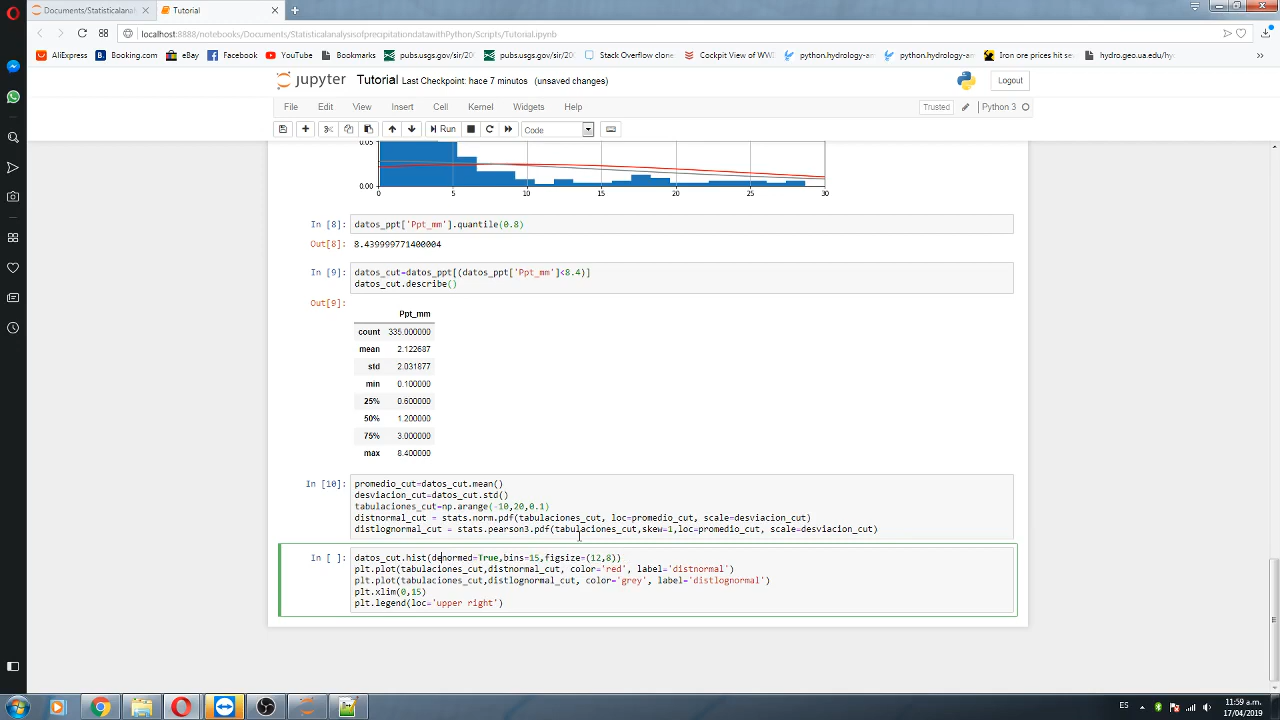 Documents/Statisticalanal
Tutorial
localhost:8888/notebooks/Documents/StatisticalanalysisofprecpitationdatawithPython/Scripts/Tutorial.ipynb
AliExpress
Booking.com
eBay
Facebook
YouTube
Bookmarks
pubs.usgs.gov/sir/20
pubs.usgs.gov/sir/20
Stack Overflow clone
Bulletin of the WW
python.hydrology-a
python.hydrology-a
Iron ore prices hit
hydro.geo.ua.edu/h
jupyter Tutorial Last Checkpoint: hace 7 minutos (unsaved changes)
Logout
File Edit View Insert Cell Kernel Widgets Help
Trusted
Python 3
Run
Code
0.05
0.00
0 5 10 15 20 25 30
In [8]: datos_ppt['Ppt_mm'].quantile(0.8)
Out[8]: 8.439999771400004
In [9]: datos_cut=datos_ppt[(datos_ppt['Ppt_mm']<8.4)]
datos_cut.describe()
Out[9]:
Ppt_mm
count 335.000000
mean 2.122687
std 2.031877
min 0.100000
25% 0.600000
50% 1.200000
75% 3.000000
max 8.400000
In [10]: promedio_cut=datos_cut.mean()
desviacion_cut=datos_cut.std()
tabulaciones_cut=np.arange(-10,20,0.1)
distnormal_cut = stats.norm.pdf(tabulaciones_cut, loc=promedio_cut, scale=desviacion_cut)
distlognormal_cut = stats.pearson3.pdf(tabulaciones_cut,skew=1,loc=promedio_cut, scale=desviacion_cut)
In [ ]: datos_cut.hist(denormed=True,bins=15,figsize=(12,8))
plt.plot(tabulaciones_cut,distnormal_cut, color='red', label='distnormal')
plt.plot(tabulaciones_cut,distlognormal_cut, color='grey', label='distlognormal')
plt.xlim(0,15)
plt.legend(loc='upper right')
ES
11:59 a.m.
17/04/2019